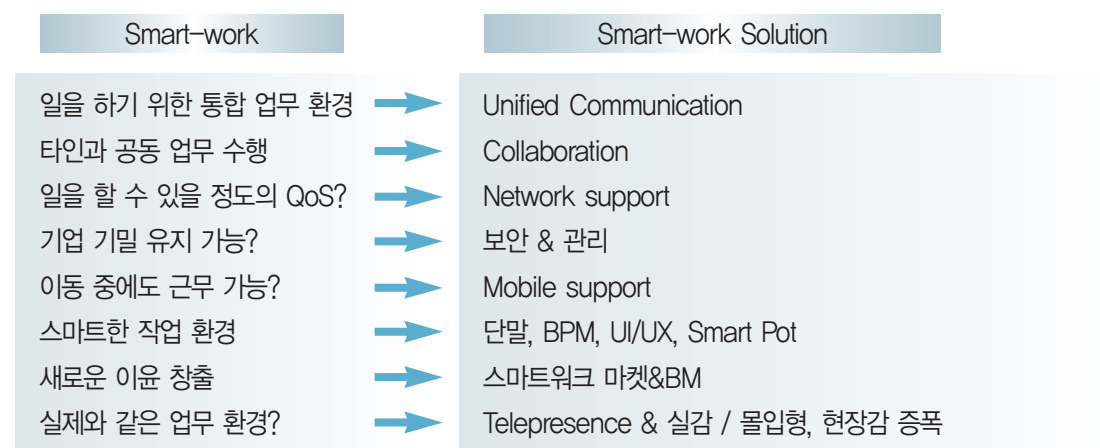 Smart-work Smart-work Solution
일을 하기 위한 통합 업무 환경 Unified Communication
타인과 공동 업무 수행 Collaboration
일을 할 수 있을 정도의 QoS? Network support
기업 기밀 유지 가능? 보안 & 관리
이동 중에도 근무 가능? Mobile support
스마트한 작업 환경 단말, BPM, UI/UX, Smart Pot
새로운 이윤 창출 스마트워크 마켓&BM
실제와 같은 업무 환경? Telepresence & 실감 / 몰입형, 현장감 증폭